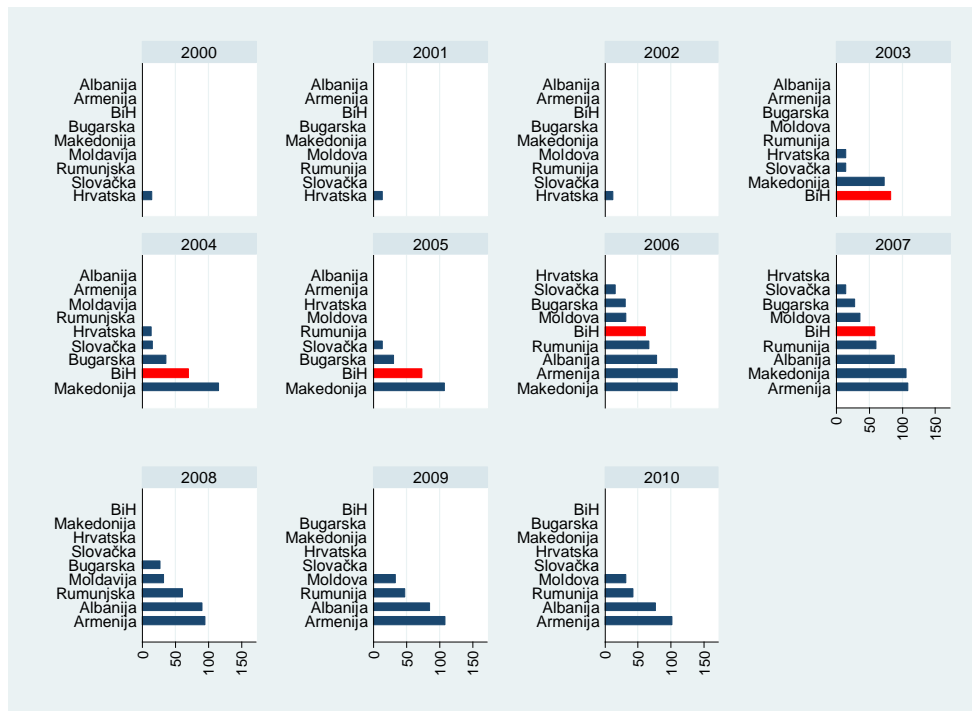 2000
Albanija
Armenija
BiH
Bugarska
Makedonija
Moldavija
Rumunjska
Slovačka
Hrvatska
2001
Albanija
Armenija
BiH
Bugarska
Makedonija
Moldova
Rumunija
Slovačka
Hrvatska
2002
Albanija
Armenija
BiH
Bugarska
Makedonija
Moldova
Rumunija
Slovačka
Hrvatska
2003
Albanija
Armenija
Bugarska
Moldova
Rumunija
Hrvatska
Slovačka
Makedonija
BiH
2004
Albanija
Armenija
Moldavija
Rumunjska
Hrvatska
Slovačka
Bugarska
BiH
Makedonija
2005
Albanija
Armenija
Hrvatska
Moldova
Rumunija
Slovačka
Bugarska
BiH
Makedonija
2006
Hrvatska
Slovačka
Bugarska
Moldova
BiH
Rumunija
Albanija
Armenija
Makedonija
2007
Hrvatska
Slovačka
Bugarska
Moldova
BiH
Rumunija
Albanija
Makedonija
Armenija
0 50 100 150
2008
BiH
Makedonija
Hrvatska
Slovačka
Bugarska
Moldavija
Rumunjska
Albanija
Armenija
0 50 100 150
2009
BiH
Bugarska
Makedonija
Hrvatska
Slovačka
Moldova
Rumunija
Albanija
Armenija
0 50 100 150
2010
BiH
Bugarska
Makedonija
Hrvatska
Slovačka
Moldova
Rumunija
Albanija
Armenija
0 50 100 150